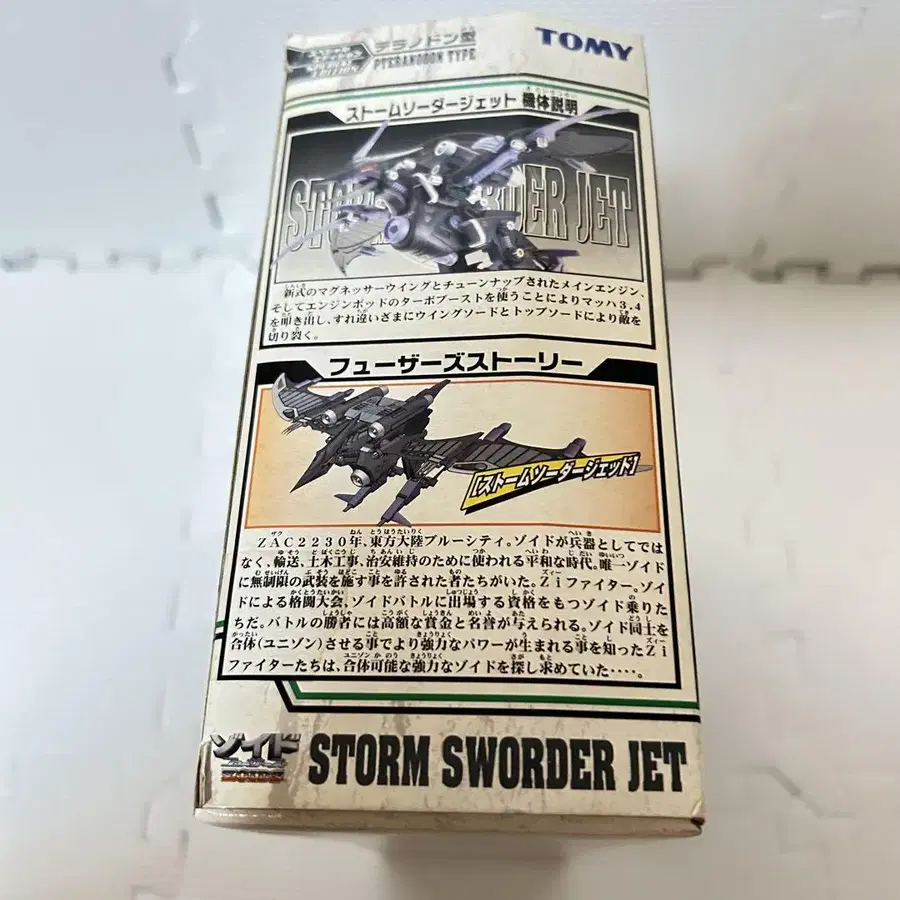 テラノドン型
PTERANODON TYPE
TOMY
ストームソーダージェット 機体説明
新式のマグネッサーウイングとチューンナップされたメインエンジン、
そしてエンジンポッドのターボブーストを使うことによりマッハ3.4
を叩き出し、すれ違いざまにウイングソードとトップソードにより敵を
切り裂く。
フューザーズストーリー
[ストームソーダージェット]
ZAC2230年、東方大陸ブルーシティ。ゾイドが兵器としてでは
なく、輸送、土木工事、治安維持のために使われる平和な時代。唯一ゾイド
に無制限の武装を施す事を許された者たちがいた。Ziファイター。ゾイ
ドによる格闘大会、ゾイドバトルに出場する資格をもつゾイド乗りた
ちだ。バトルの勝者には高額な賞金と名誉が与えられる。ゾイド同士を
合体(ユニゾン)させる事でより強力なパワーが生まれる事を知ったZi
ファイターたちは、合体可能な強力なゾイドを探し求めていた‥‥。
ゾイド
STORM SWORDER JET